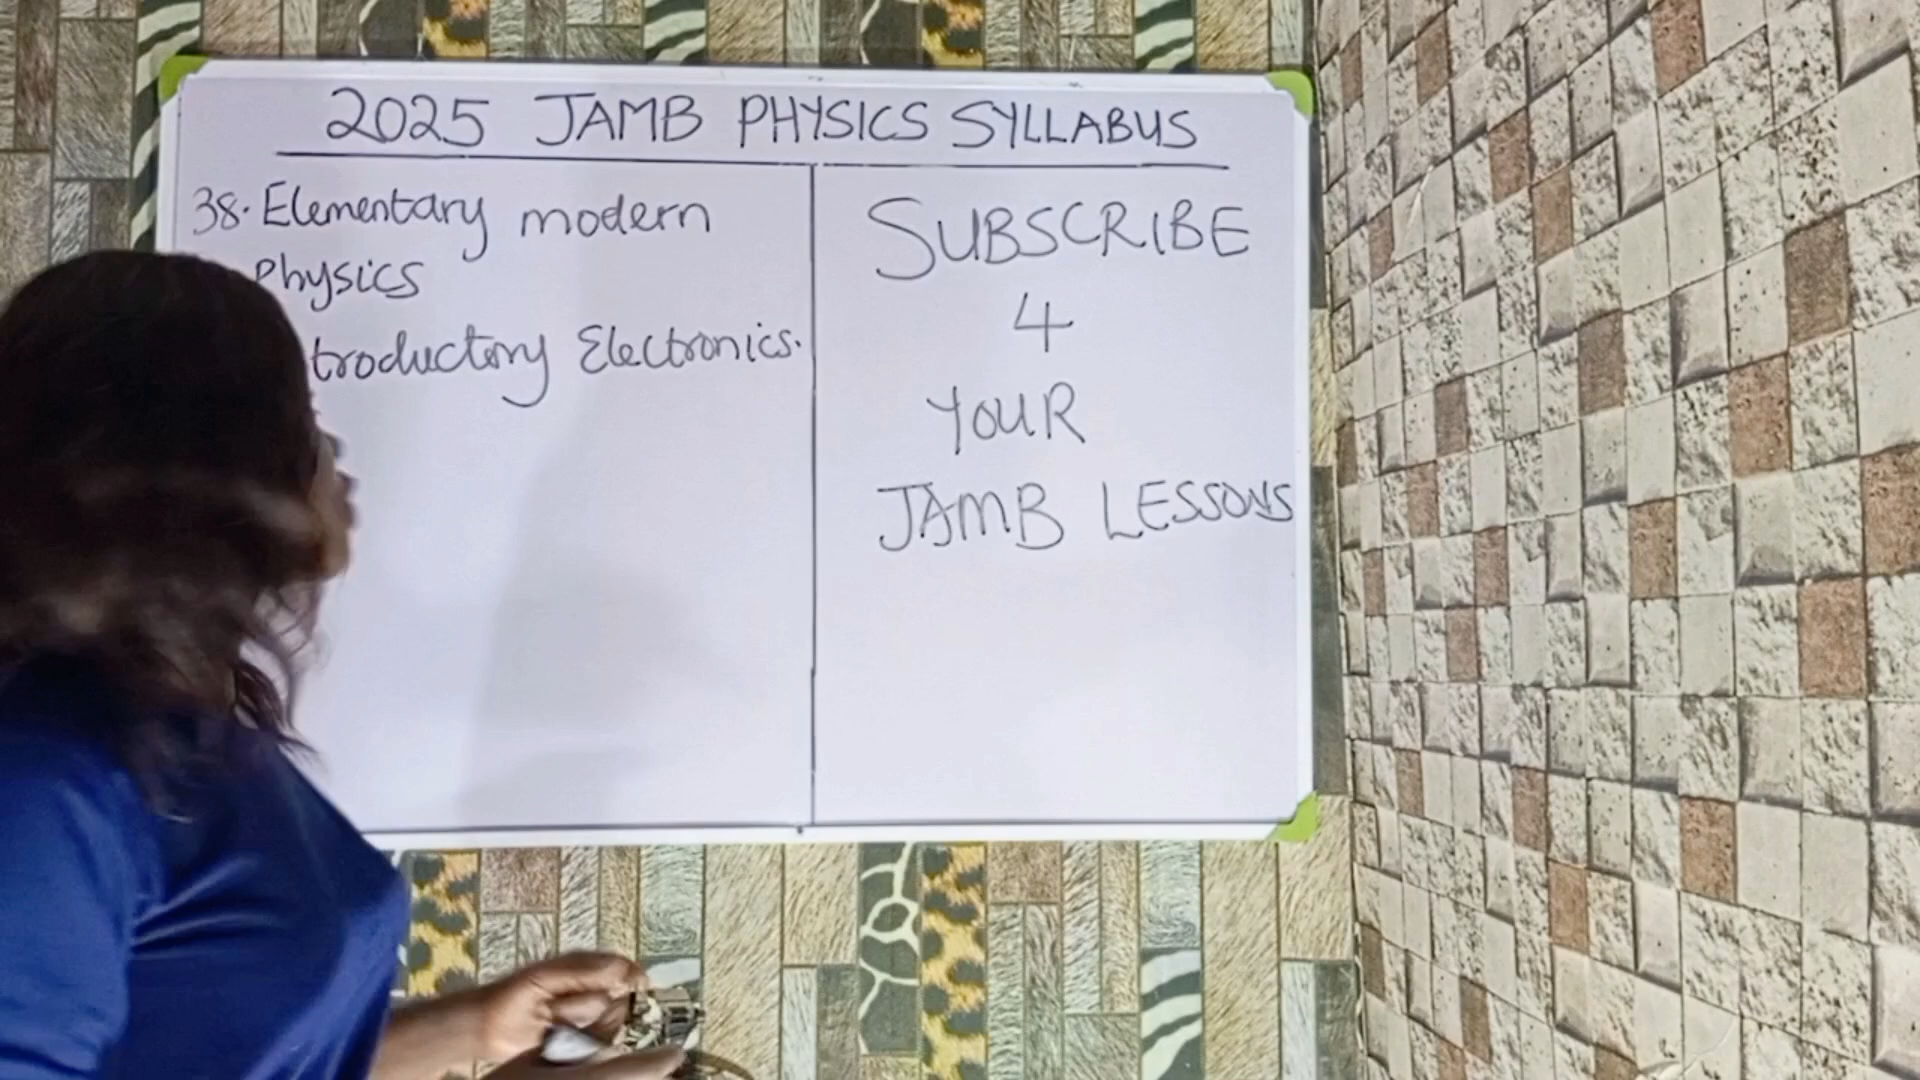 2025 JAMB PHYSICS SYLLABUS
38. Elementary modern
Physics
troductory Electronics.
SUBSCRIBE
4
YOUR
JAMB LESSONS